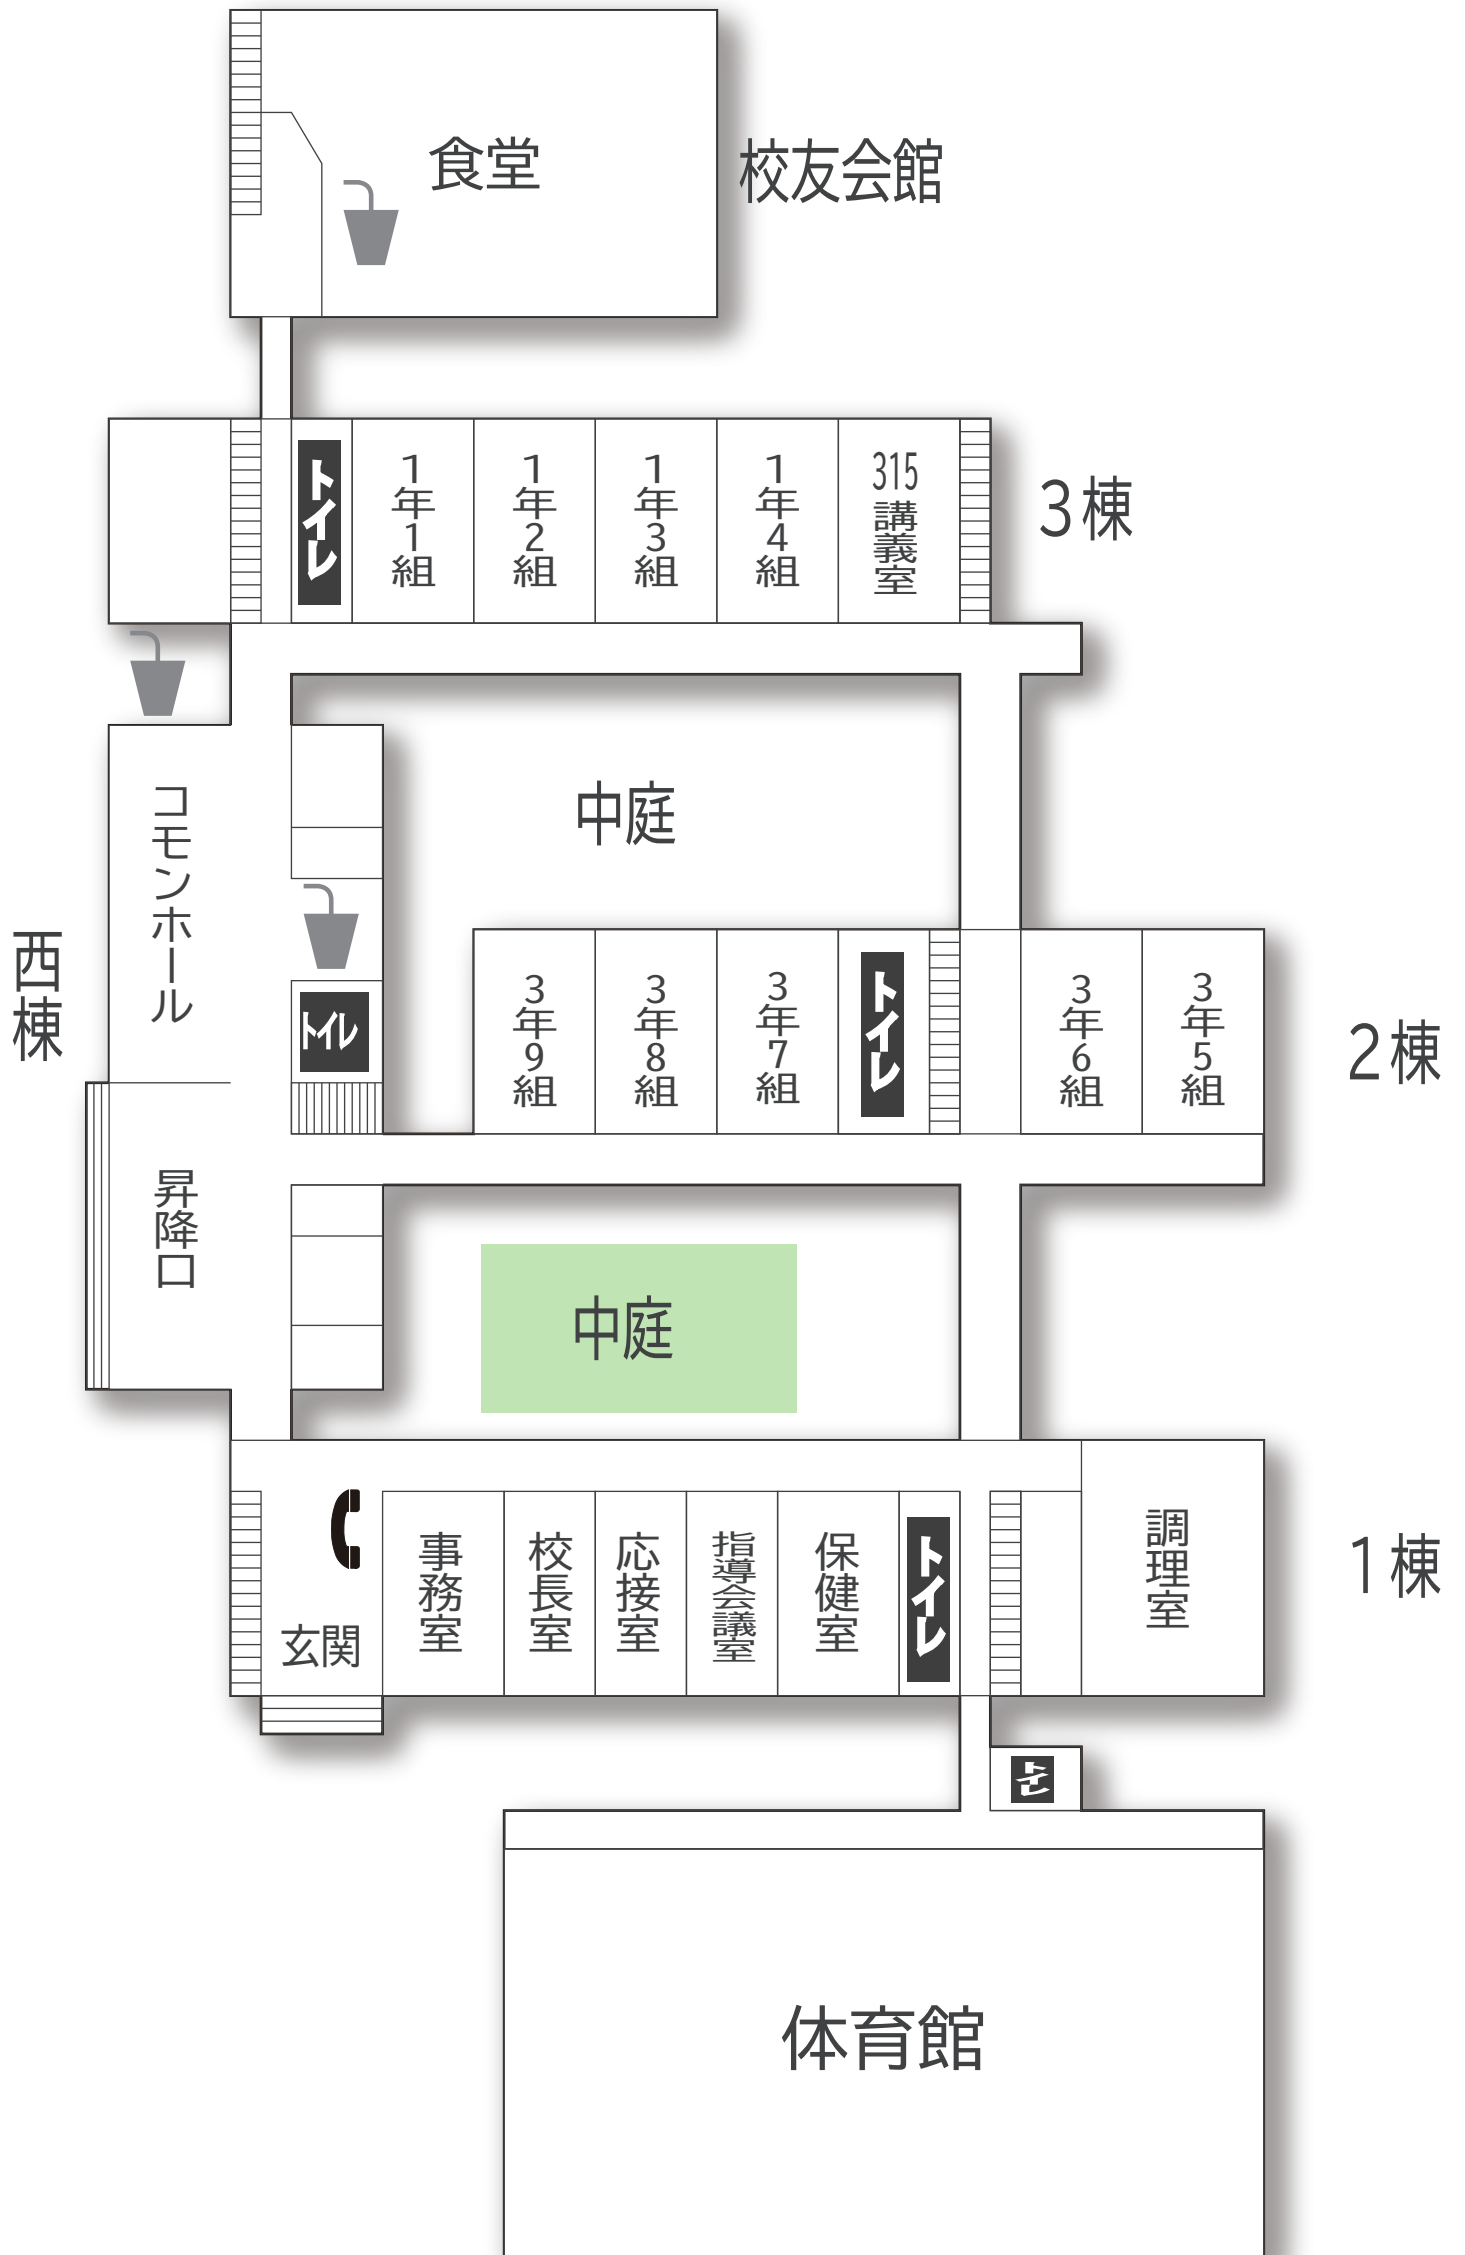 食堂
校友会館
トイレ
1年1組
1年2組
1年3組
1年4組
315
講義室
3棟
コモンホール
中庭
西棟
トイレ
3年9組
3年8組
3年7組
トイレ
3年6組
3年5組
2棟
昇降口
中庭
玄関
事務室
校長室
応接室
指導会議室
保健室
トイレ
調理室
1棟
トイレ
体育館